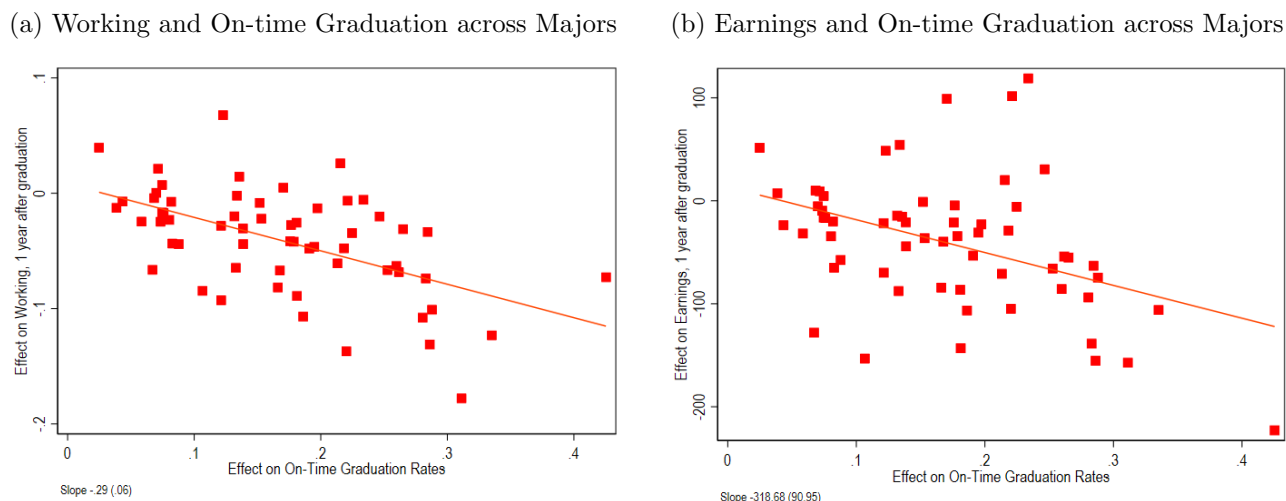 (a) Working and On-time Graduation across Majors
Effect on Working, 1 year after graduation
.1
0
-.1
-.2
0
.1
.2
.3
.4
Effect on On-Time Graduation Rates
Slope -.29 (.06)
(b) Earnings and On-time Graduation across Majors
Effect on Earnings, 1 year after graduation
100
0
-100
-200
0
.1
.2
.3
.4
Effect on On-Time Graduation Rates
Slope -318.68 (90.95)